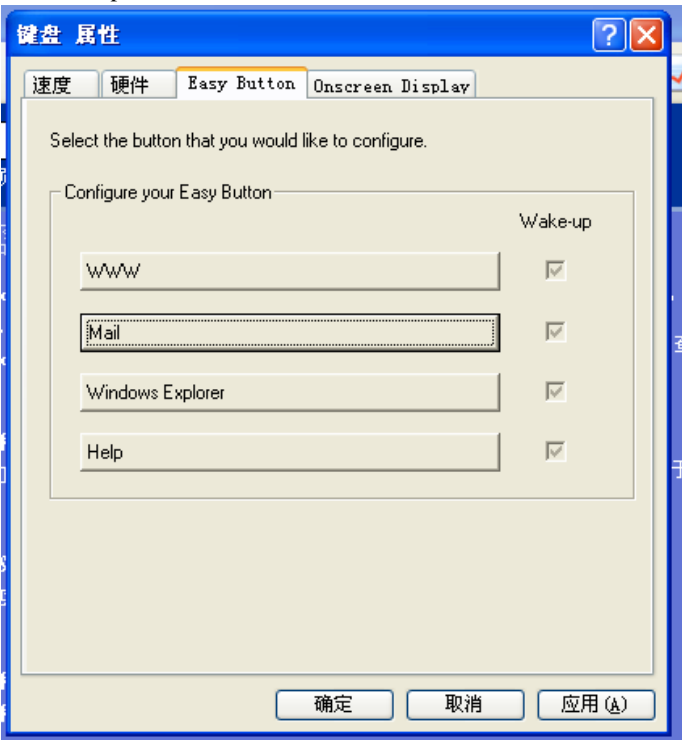 键盘 属性
速度 硬件 Easy Button Onscreen Display
Select the button that you would like to configure.
Configure your Easy Button
Wake-up
WWW
Mail
Windows Explorer
Help
确定 取消 应用(A)